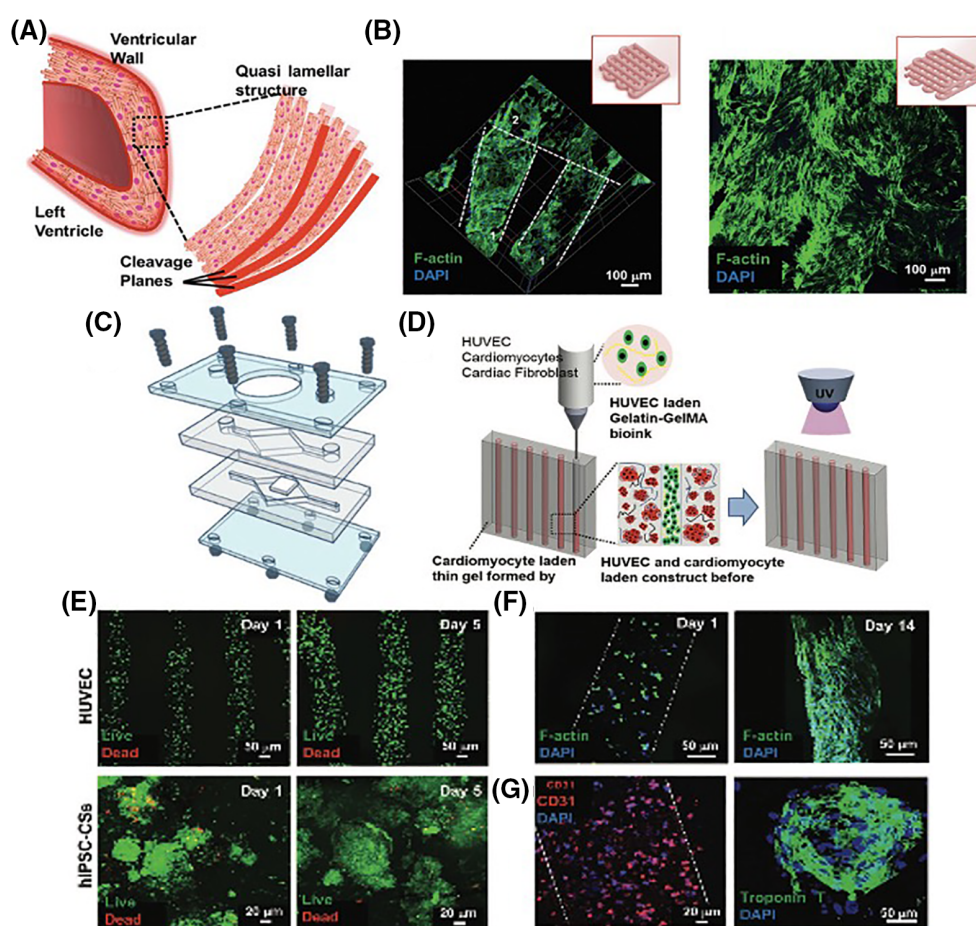 (A)
Ventricular
Wall
Quasi lamellar
structure
Left
Ventricle
Cleavage
Planes
(B)
2
1
1
F-actin
DAPI
100 µm
F-actin
DAPI
100 µm
(C)
(D)
HUVEC
Cardiomyocytes
Cardiac Fibroblast
HUVEC laden
Gelatin-GelMA
bioink
UV
Cardiomyocyte laden
thin gel formed by
HUVEC and cardiomyocyte
laden construct before
(E)
HUVEC
Day 1
Live
Dead
50 µm
Day 5
Live
Dead
50 µm
hiPSC-CSs
Day 1
Live
Dead
20 µm
Day 5
Live
Dead
20 µm
(F)
Day 1
F-actin
DAPI
50 µm
Day 14
F-actin
DAPI
50 µm
(G)
CD31
CD31
DAPI
20 µm
Troponin T
DAPI
50 µm